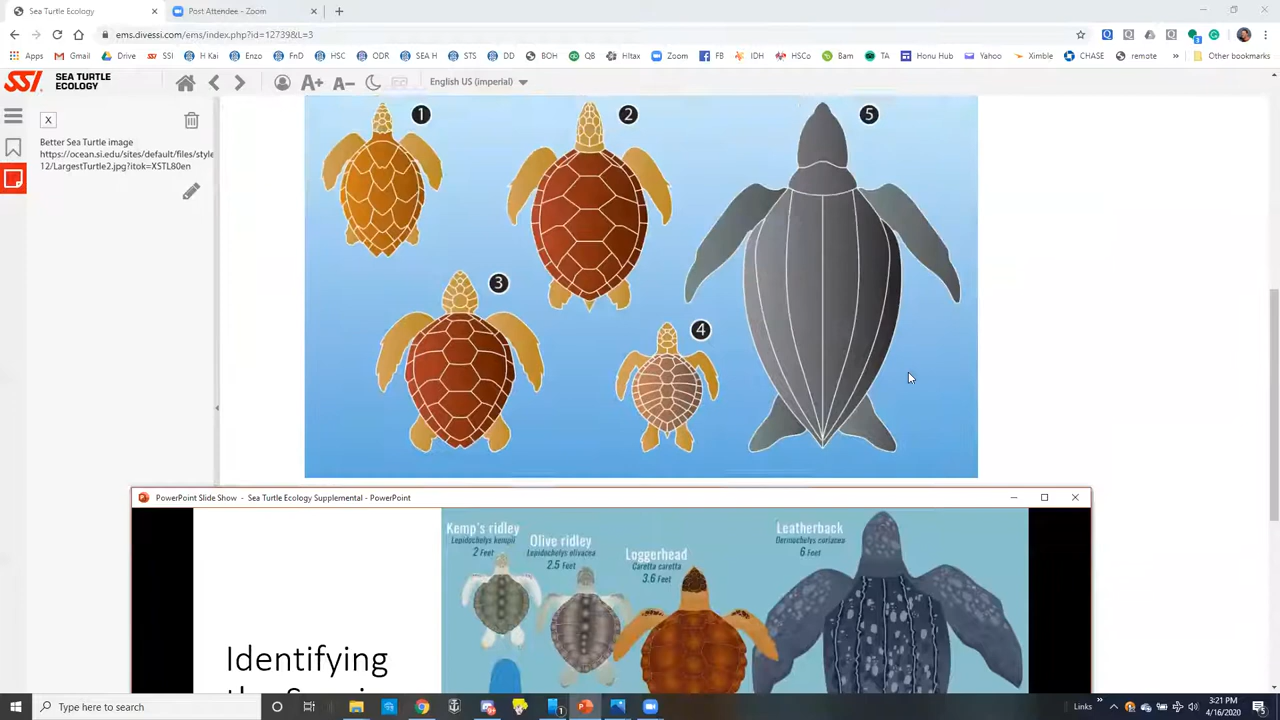 Sea Turtle Ecology
Post Attendee - Zoom
ems.divessi.com/ems/index.php?id=12739&L=3
Apps
Gmail
Drive
SSI
H Kai
Enzo
FnD
HSC
ODR
SEA H
STS
DD
BOH
QB
HItax
Zoom
FB
IDH
HSCo
Bam
TA
Honu Hub
Yahoo
Ximble
CHASE
remote
Other bookmarks
SSI
SEA TURTLE
ECOLOGY
A+
A-
English US (imperial)
X
Better Sea Turtle image
https://ocean.si.edu/sites/default/files/style
12/LargestTurtle2.jpg?itok=XSTL80en
1
2
5
3
4
PowerPoint Slide Show - Sea Turtle Ecology Supplemental - PowerPoint
Kemp's ridley
Lepidochelys kempii
2 Feet
Olive ridley
Lepidochelys olivacea
2.5 Feet
Loggerhead
Caretta caretta
3.6 Feet
Leatherback
Dermochelys coriacea
6 Feet
Identifying
Type here to search
Links
3:21 PM
4/16/2020